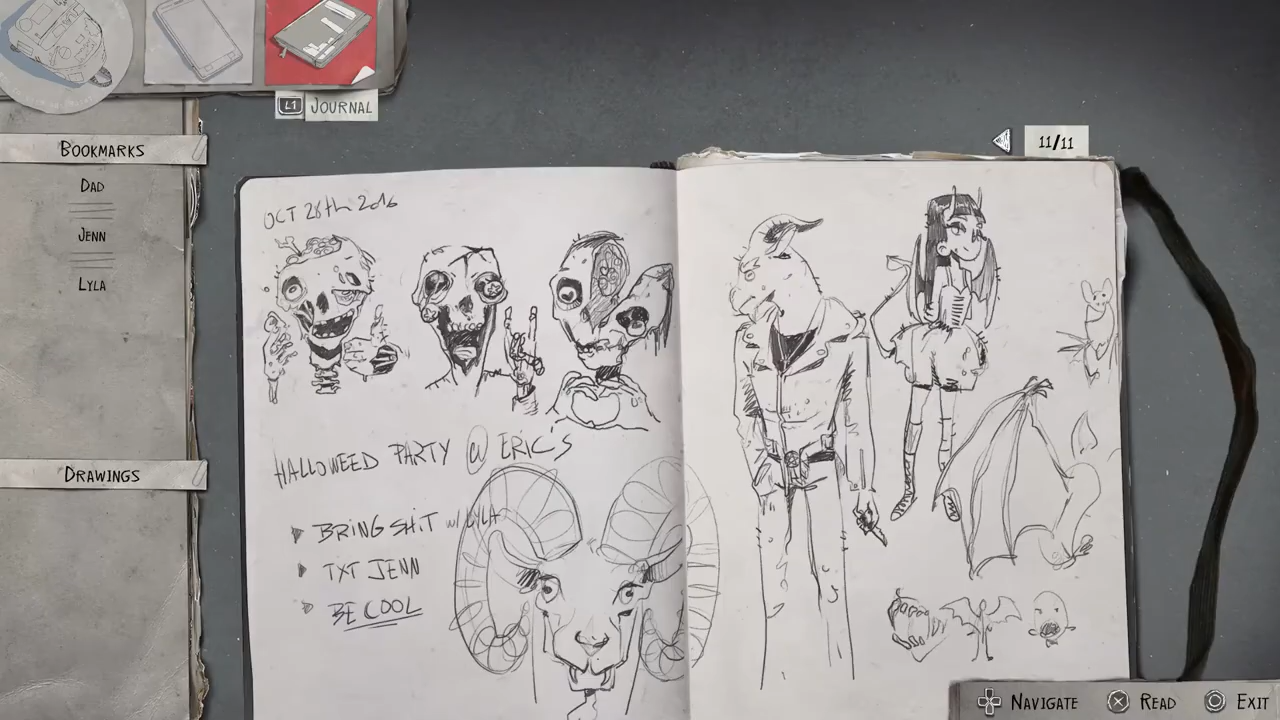 L1 JOURNAL
BOOKMARKS
DAD
JENN
LYLA
DRAWINGS
11/11
OCT 28th 2016
HALLOWEED PARTY @ ERIC'S
BRING SHIT w/ LYLA
TXT JENN
BE COOL
NAVIGATE
READ
EXIT